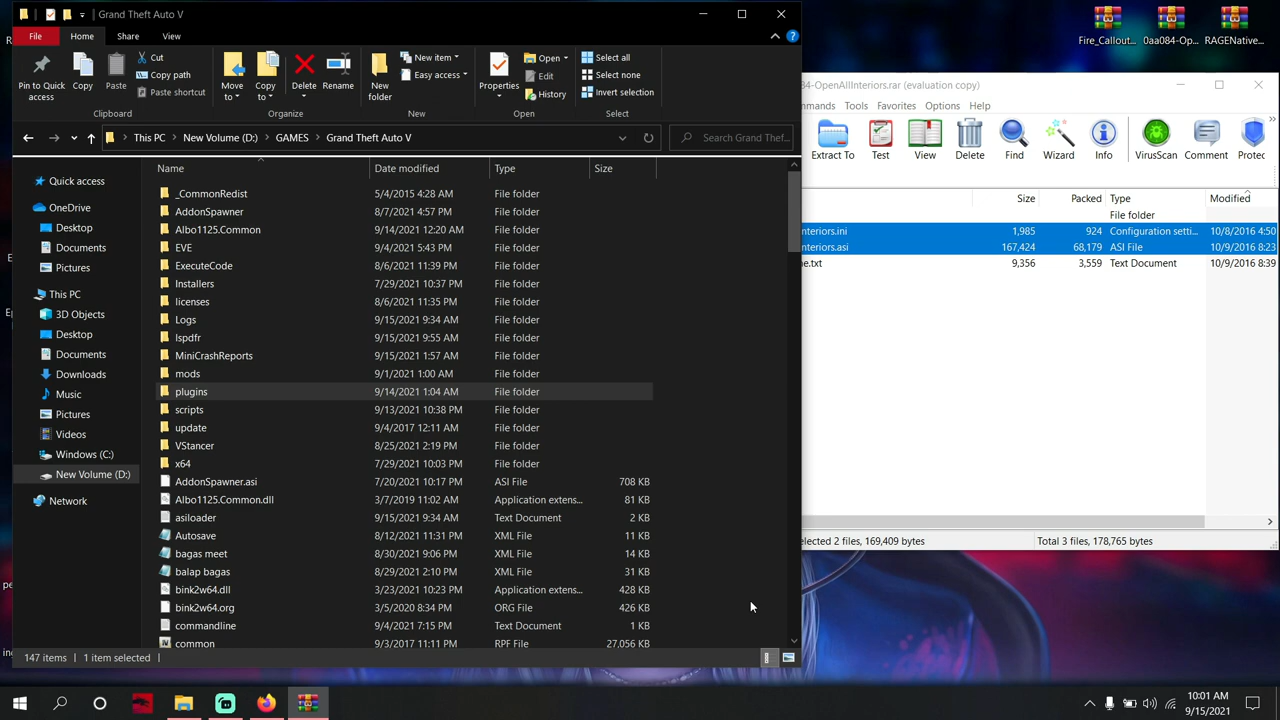 Grand Theft Auto V
File Home Share View
Pin to Quick access
Copy
Paste
Cut
Copy path
Paste shortcut
Clipboard
Move to
Copy to
Delete
Rename
Organize
New folder
New item
Easy access
New
Properties
Open
Edit
History
Open
Select all
Select none
Invert selection
Select
This PC > New Volume (D:) > GAMES > Grand Theft Auto V
Search Grand Thef...
Quick access
OneDrive
Desktop
Documents
Pictures
This PC
3D Objects
Desktop
Documents
Downloads
Music
Pictures
Videos
Windows (C:)
New Volume (D:)
Network
Name Date modified Type Size
_CommonRedist 5/4/2015 4:28 AM File folder
AddonSpawner 8/7/2021 4:57 PM File folder
Albo1125.Common 9/14/2021 12:20 AM File folder
EVE 9/4/2021 5:43 PM File folder
ExecuteCode 8/6/2021 11:39 PM File folder
Installers 7/29/2021 10:37 PM File folder
licenses 8/6/2021 11:35 PM File folder
Logs 9/15/2021 9:34 AM File folder
lspdfr 9/15/2021 9:55 AM File folder
MiniCrashReports 9/15/2021 1:57 AM File folder
mods 9/1/2021 1:00 AM File folder
plugins 9/14/2021 1:04 AM File folder
scripts 9/13/2021 10:38 PM File folder
update 9/4/2017 12:11 AM File folder
VStancer 8/25/2021 2:19 PM File folder
x64 7/29/2021 10:03 PM File folder
AddonSpawner.asi 7/20/2021 10:17 PM ASI File 708 KB
Albo1125.Common.dll 3/7/2019 11:02 AM Application extens... 81 KB
asiloader 9/15/2021 9:34 AM Text Document 2 KB
Autosave 8/12/2021 11:31 PM XML File 11 KB
bagas meet 8/30/2021 9:06 PM XML File 14 KB
balap bagas 8/29/2021 2:10 PM XML File 31 KB
bink2w64.dll 3/23/2021 10:23 PM Application extens... 428 KB
bink2w64.org 3/5/2020 8:34 PM ORG File 426 KB
commandline 9/4/2021 7:15 PM Text Document 1 KB
common 9/3/2017 11:11 PM RPF File 27,056 KB
147 items 1 item selected
Fire_Callout... 0aa084-Op... RAGENative...
84-OpenAllInteriors.rar (evaluation copy)
mmands Tools Favorites Options Help
Extract To Test View Delete Find Wizard Info VirusScan Comment Protec
Size Packed Type Modified
File folder
nteriors.ini 1,985 924 Configuration setti... 10/8/2016 4:50
nteriors.asi 167,424 68,179 ASI File 10/9/2016 8:23
e.txt 9,356 3,559 Text Document 10/9/2016 8:39
elected 2 files, 169,409 bytes Total 3 files, 178,765 bytes
10:01 AM
9/15/2021